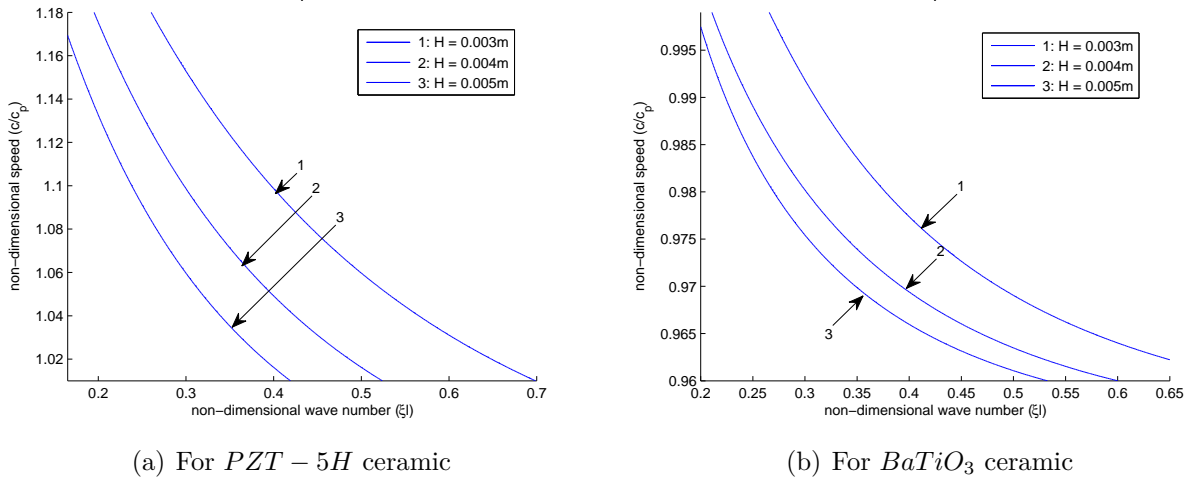 1.18
1.16
1.14
1.12
1.1
1.08
1.06
1.04
1.02
non-dimensional speed (c/c_p)
1: H = 0.003m
2: H = 0.004m
3: H = 0.005m
1
2
3
0.2 0.3 0.4 0.5 0.6 0.7
non-dimensional wave number (ξl)
(a) For PZT − 5H ceramic
0.995
0.99
0.985
0.98
0.975
0.97
0.965
0.96
non-dimensional speed (c/c_p)
1: H = 0.003m
2: H = 0.004m
3: H = 0.005m
1
2
3
0.2 0.25 0.3 0.35 0.4 0.45 0.5 0.55 0.6 0.65
non-dimensional wave number (ξl)
(b) For BaTiO₃ ceramic